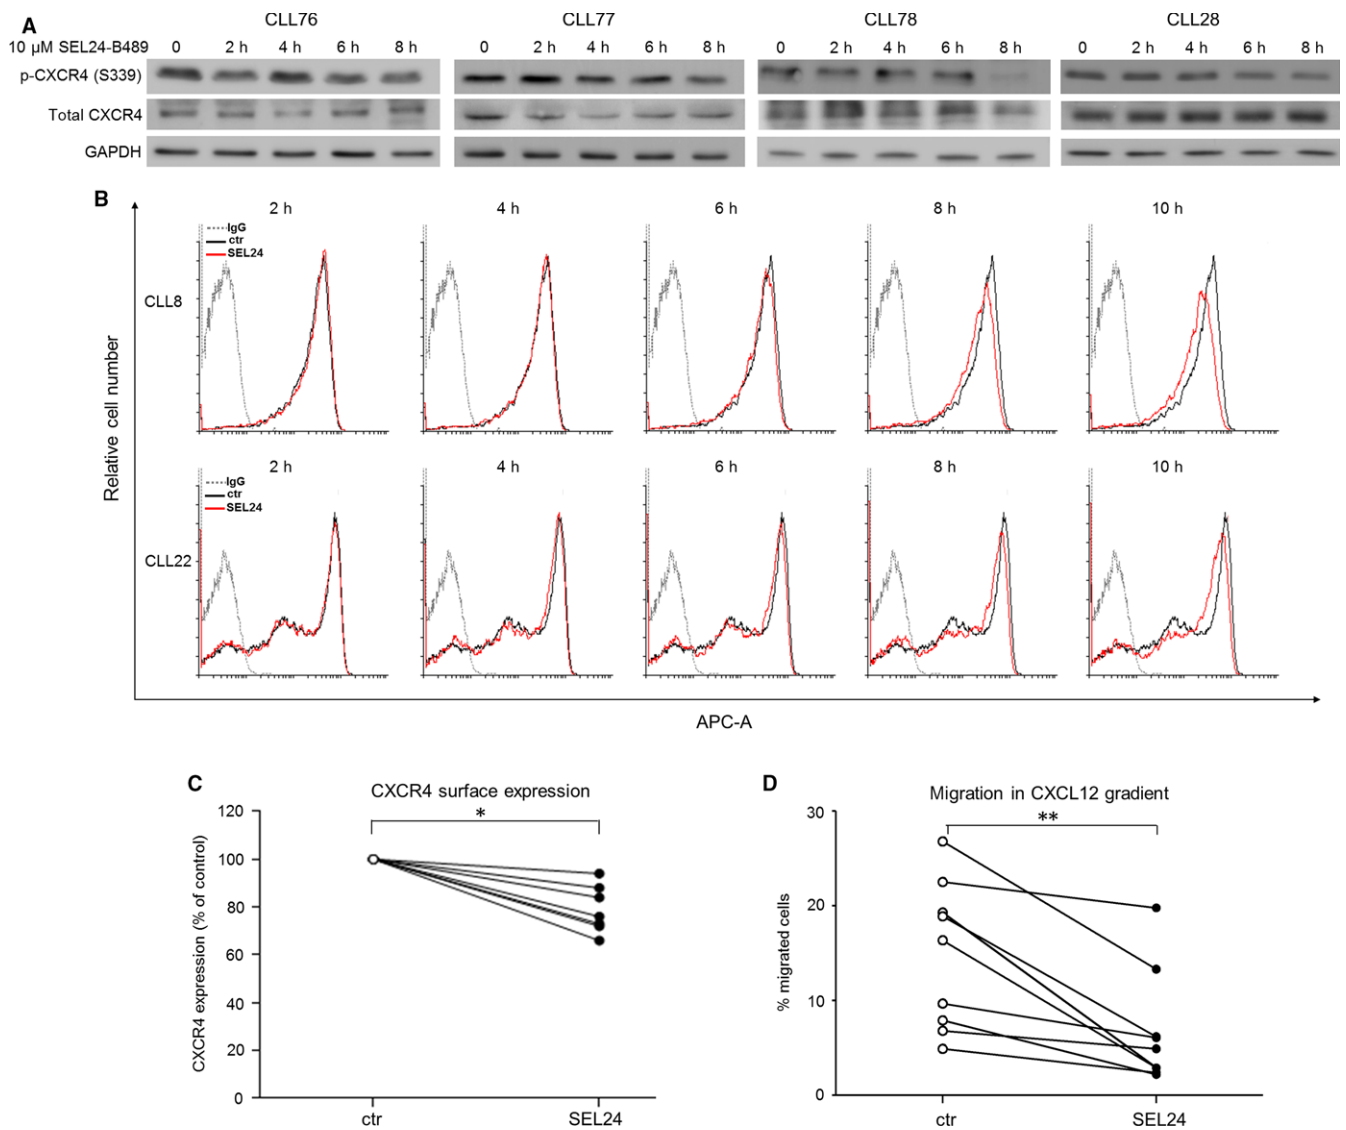 A
CLL76 CLL77 CLL78 CLL28
10 µM SEL24-B489 0 2 h 4 h 6 h 8 h 0 2 h 4 h 6 h 8 h 0 2 h 4 h 6 h 8 h 0 2 h 4 h 6 h 8 h
p-CXCR4 (S339)
Total CXCR4
GAPDH
B
2 h 4 h 6 h 8 h 10 h
IgG
ctr
SEL24
CLL8
Relative cell number
2 h 4 h 6 h 8 h 10 h
IgG
ctr
SEL24
CLL22
APC-A
C
CXCR4 surface expression
*
CXCR4 expression (% of control)
120
100
80
60
40
20
0
ctr SEL24
D
Migration in CXCL12 gradient
**
% migrated cells
30
20
10
0
ctr SEL24